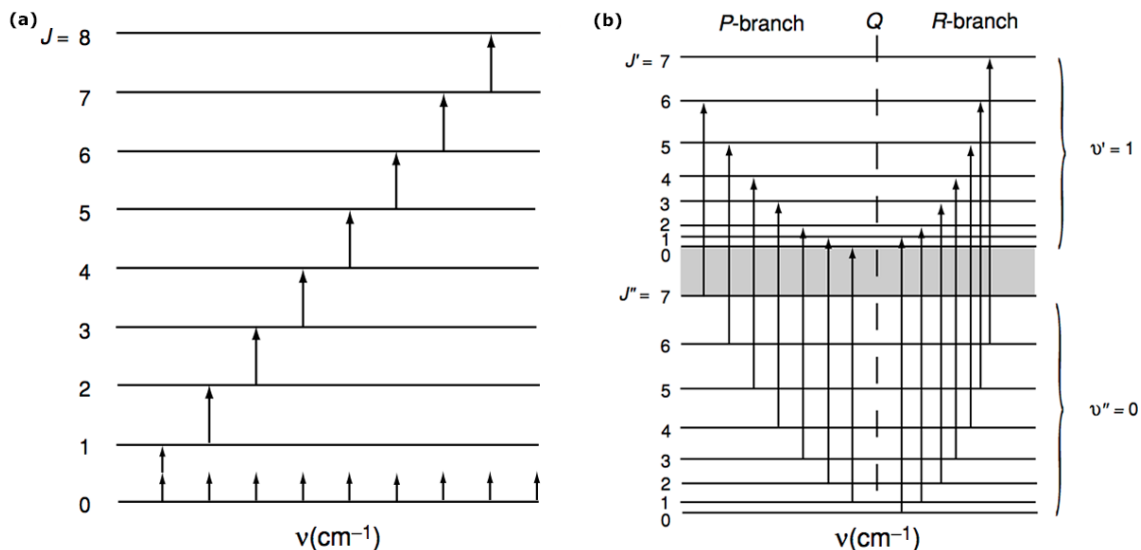 (a)
J = 8
7
6
5
4
3
2
1
0
ν(cm⁻¹)
(b)
P-branch Q R-branch
J' = 7
6
5
4
3
2
1
0
υ' = 1
J" = 7
6
5
4
3
2
1
0
υ" = 0
ν(cm⁻¹)